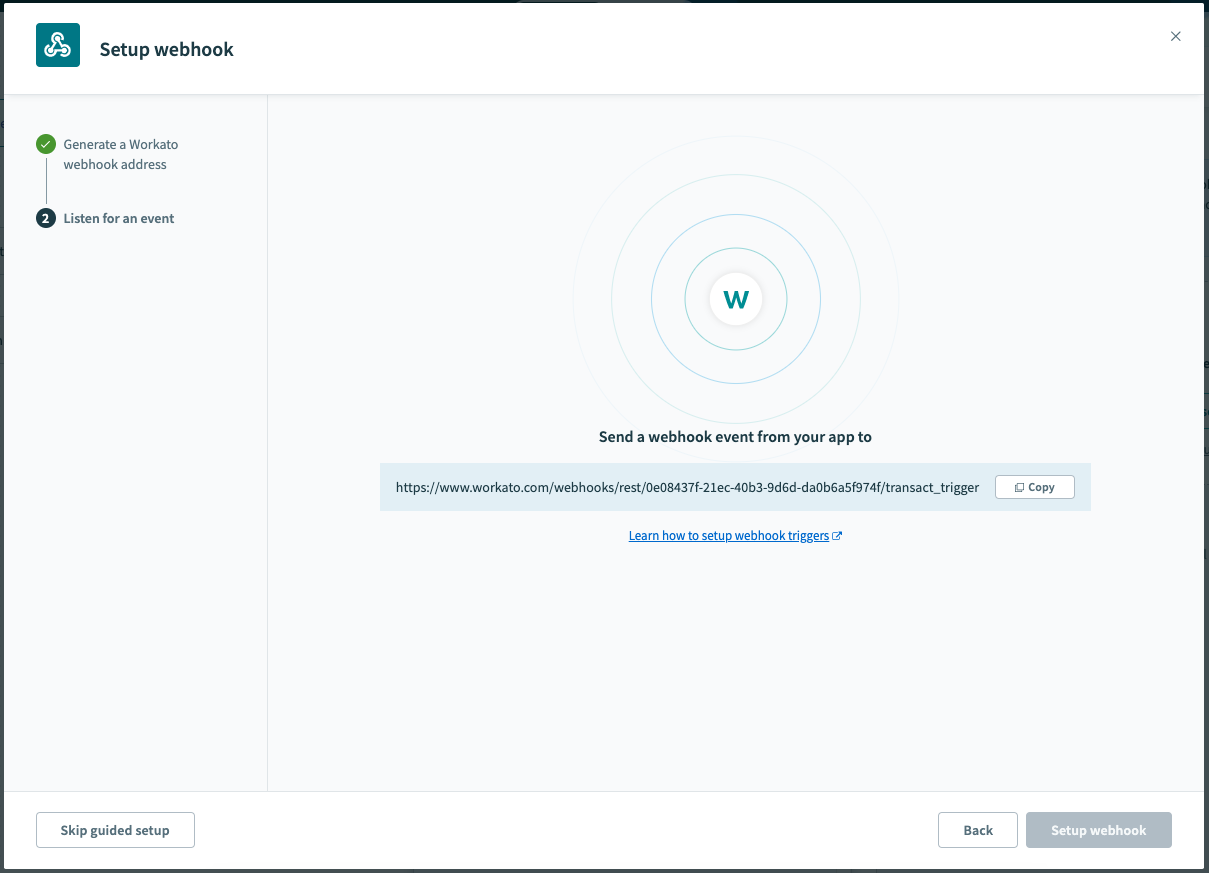 Setup webhook
Generate a Workato
webhook address
2 Listen for an event
W
Send a webhook event from your app to
https://www.workato.com/webhooks/rest/0e08437f-21ec-40b3-9d6d-da0b6a5f974f/transact_trigger Copy
Learn how to setup webhook triggers
Skip guided setup Back Setup webhook